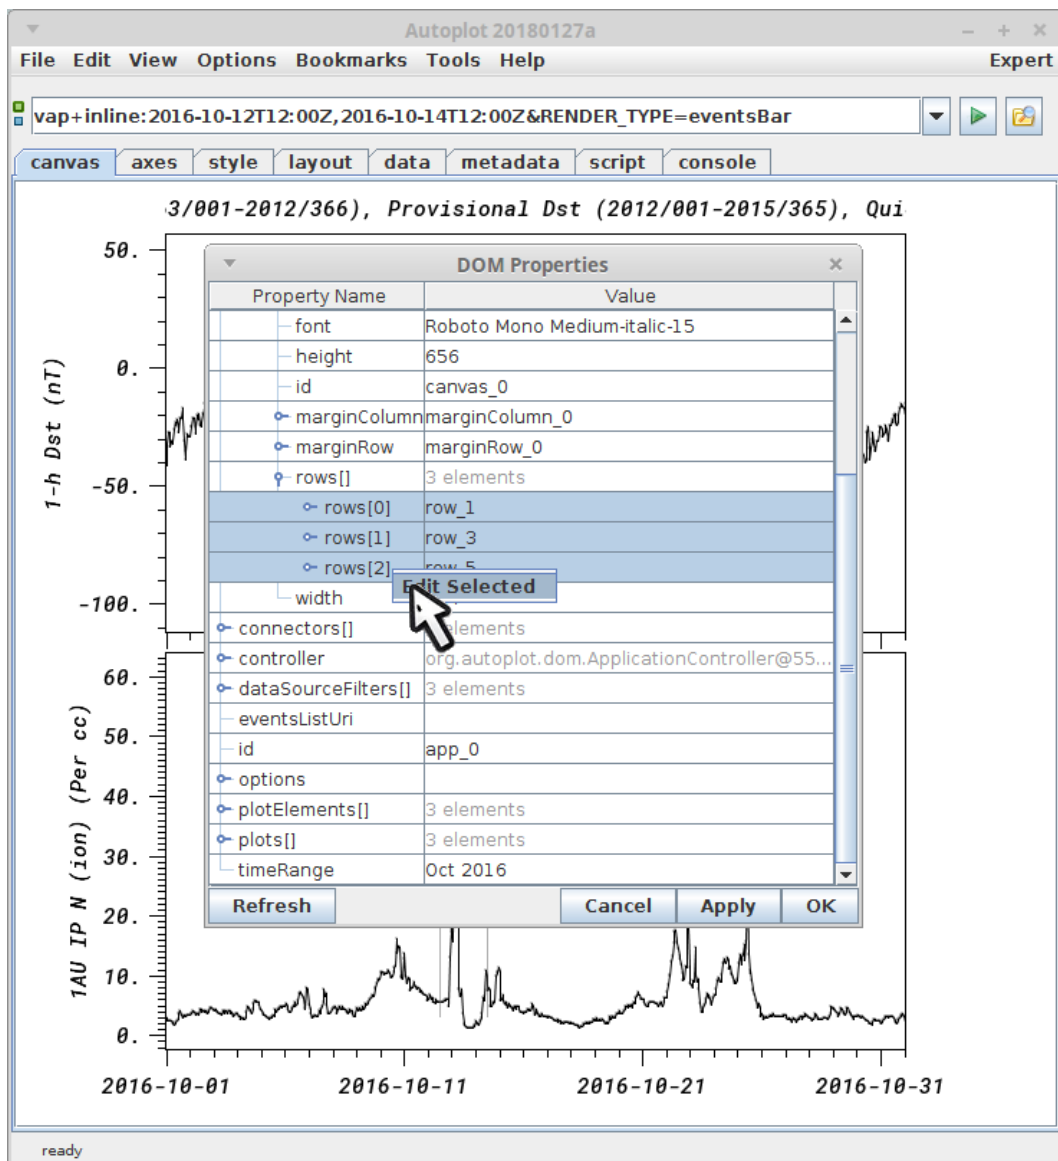 Autoplot 20180127a
File Edit View Options Bookmarks Tools Help Expert
vap+inline:2016-10-12T12:00Z,2016-10-14T12:00Z&RENDER_TYPE=eventsBar
canvas axes style layout data metadata script console
3/001-2012/366), Provisional Dst (2012/001-2015/365), Qui
50.
0.
-50.
-100.
1-h Dst (nT)
DOM Properties
Property Name Value
font Roboto Mono Medium-italic-15
height 656
id canvas_0
marginColumn marginColumn_0
marginRow marginRow_0
rows[] 3 elements
rows[0] row_1
rows[1] row_3
rows[2] row_5
Edit Selected
width
connectors[] elements
controller org.autoplot.dom.ApplicationController@55...
dataSourceFilters[] 3 elements
eventsListUri
id app_0
options
plotElements[] 3 elements
plots[] 3 elements
timeRange Oct 2016
Refresh Cancel Apply OK
60.
50.
40.
30.
20.
10.
0.
1AU IP N (ion) (Per cc)
2016-10-01 2016-10-11 2016-10-21 2016-10-31
ready